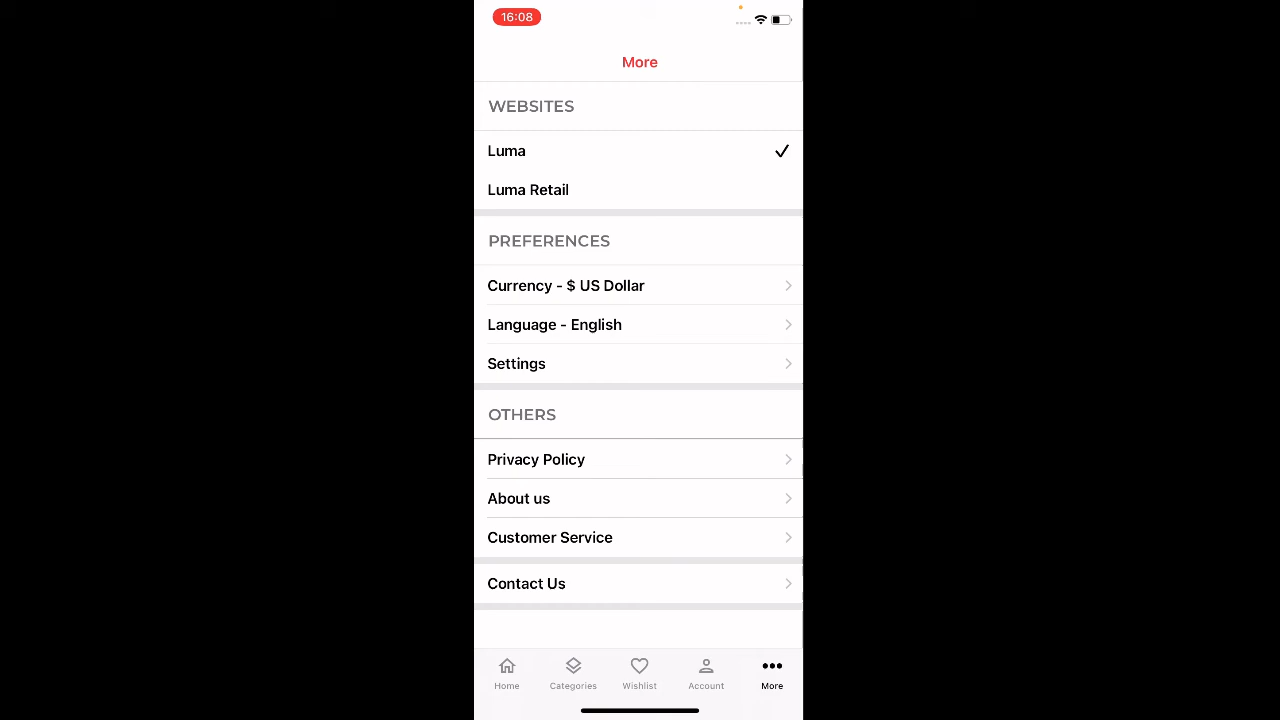 16:08
More
WEBSITES
Luma
Luma Retail
PREFERENCES
Currency - $ US Dollar
Language - English
Settings
OTHERS
Privacy Policy
About us
Customer Service
Contact Us
Home Categories Wishlist Account More